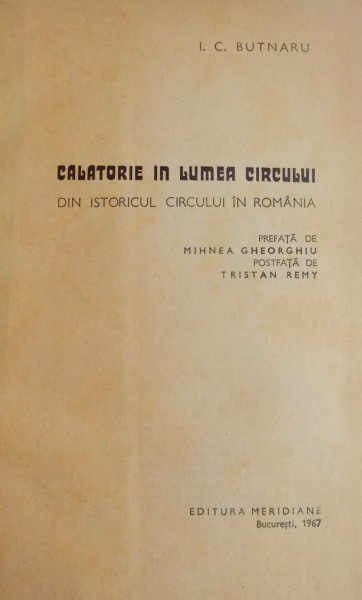 I. C. BUTNARU
CALATORIE IN LUMEA CIRCULUI
DIN ISTORICUL CIRCULUI ÎN ROMÂNIA
PREFAȚĂ DE
MIHNEA GHEORGHIU
POSTFAȚĂ DE
TRISTAN REMY
EDITURA MERIDIANE
București, 1967